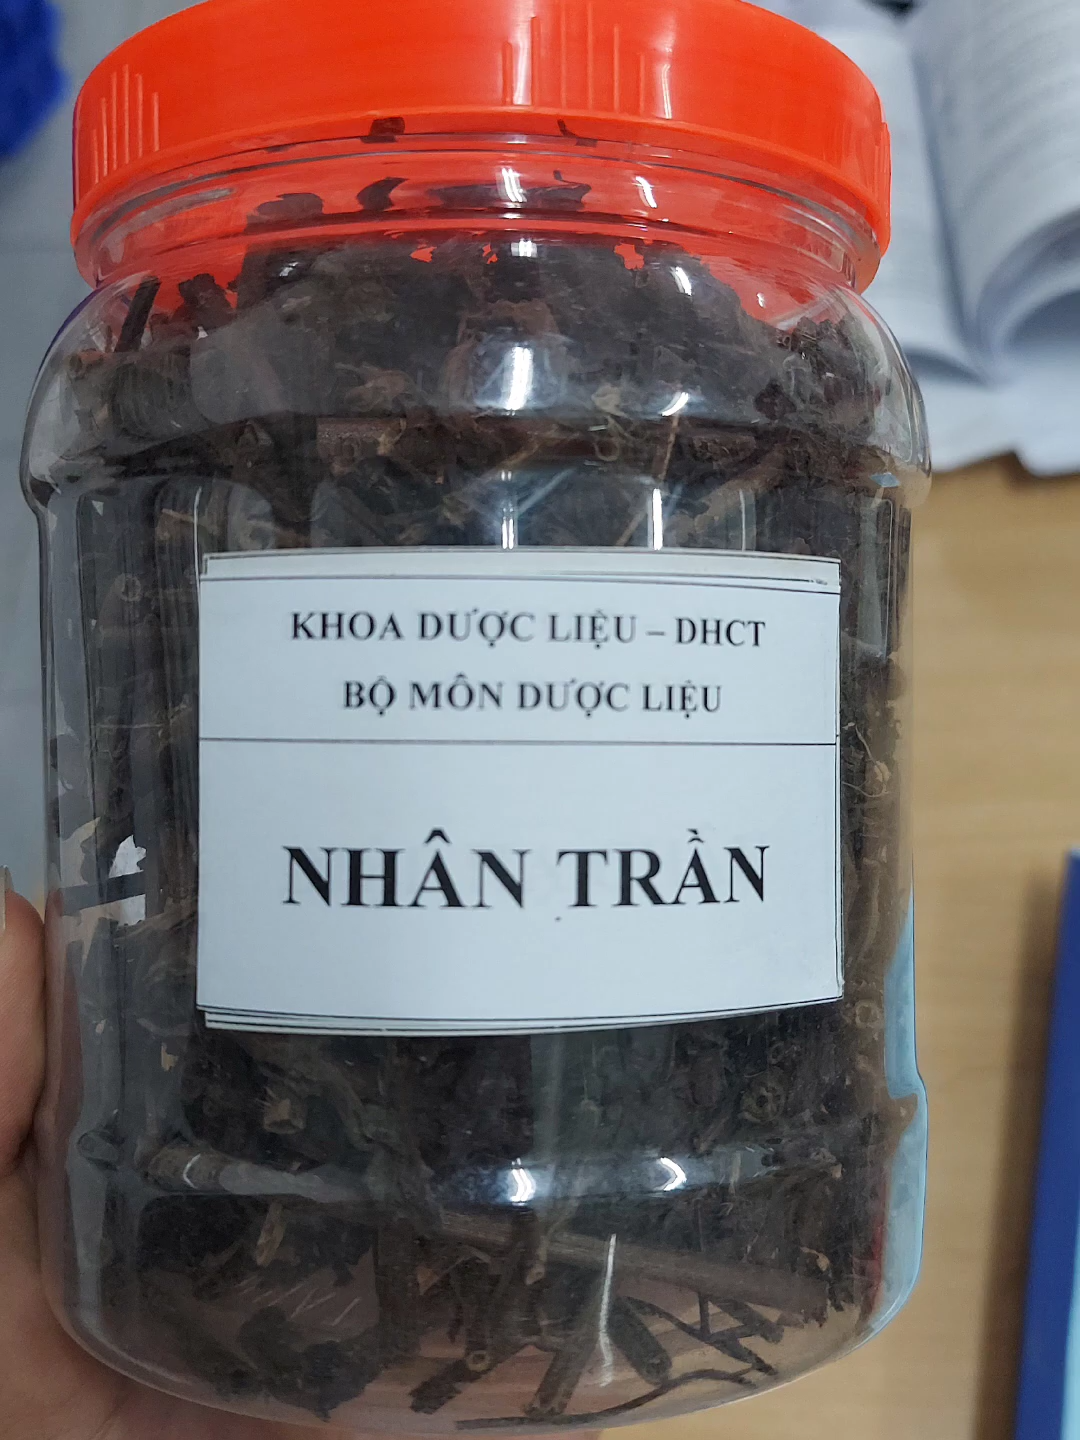 KHOA DƯỢC LIỆU – DHCT
BỘ MÔN DƯỢC LIỆU
NHÂN TRẦN